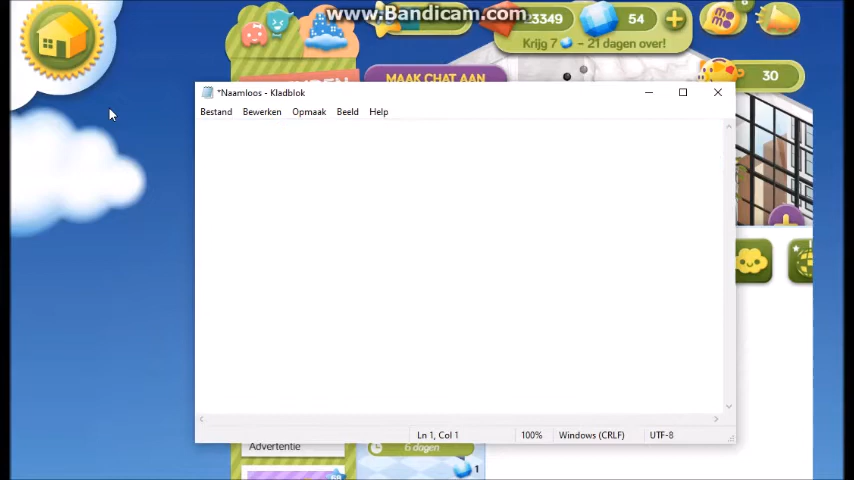 www.Bandicam.com
23349
54
Krijg 7 - 21 dagen over!
MAAK CHAT AAN
30
*Naamloos - Kladblok
Bestand Bewerken Opmaak Beeld Help
Ln 1, Col 1 100% Windows (CRLF) UTF-8
Advertentie
6 dagen
1